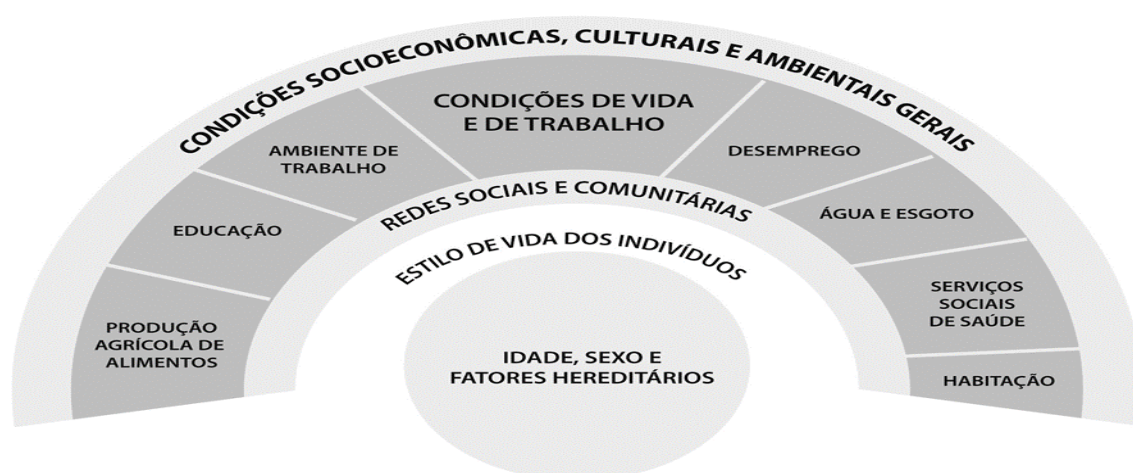 CONDIÇÕES SOCIOECONÔMICAS, CULTURAIS E AMBIENTAIS GERAIS
CONDIÇÕES DE VIDA
E DE TRABALHO
AMBIENTE DE
TRABALHO
DESEMPREGO
EDUCAÇÃO
ÁGUA E ESGOTO
PRODUÇÃO
AGRÍCOLA DE
ALIMENTOS
SERVIÇOS
SOCIAIS
DE SAÚDE
HABITAÇÃO
REDES SOCIAIS E COMUNITÁRIAS
ESTILO DE VIDA DOS INDIVÍDUOS
IDADE, SEXO E
FATORES HEREDITÁRIOS